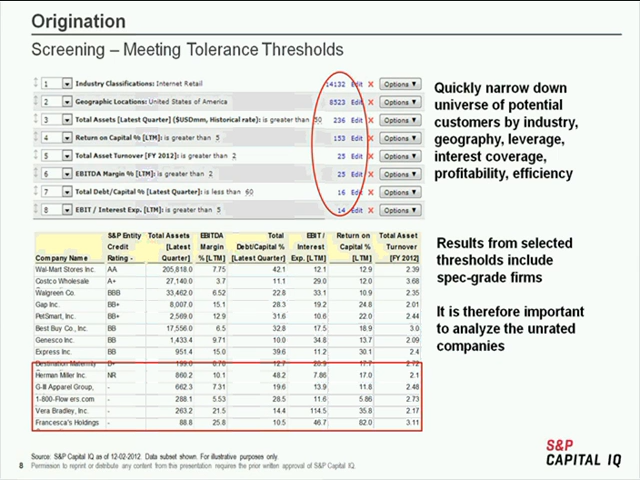 Origination
Screening – Meeting Tolerance Thresholds
1 Industry Classifications: Internet Retail 14132 Edit X Options ▼
2 Geographic Locations: United States of America 8523 Edit X Options ▼
3 Total Assets [Latest Quarter] ($USDmm, Historical rate): is greater than 50 236 Edit X Options ▼
4 Return on Capital % [LTM]: is greater than 5 153 Edit X Options ▼
5 Total Asset Turnover [FY 2012]: is greater than 2 25 Edit X Options ▼
6 EBITDA Margin % [LTM]: is greater than 2 25 Edit X Options ▼
7 Total Debt/Capital % [Latest Quarter]: is less than 60 16 Edit X Options ▼
8 EBIT / Interest Exp. [LTM]: is greater than 5 14 Edit X Options ▼
Quickly narrow down
universe of potential
customers by industry,
geography, leverage,
interest coverage,
profitability, efficiency
S&P Entity Total Assets EBITDA Total EBIT / Return on Total Asset
Credit [Latest Margin Debt/Capital % Interest Capital % Turnover
Company Name Rating - Quarter] % [LTM] [Latest Quarter] Exp. [LTM] [LTM] [FY 2012]
Wal-Mart Stores Inc. AA 205,818.0 7.75 42.1 12.1 12.9 2.39
Costco Wholesale A+ 27,140.0 3.7 11.1 29.0 12.0 3.68
Walgreen Co. BBB 33,462.0 6.52 22.8 33.1 10.9 2.35
Gap Inc. BB+ 8,007.0 15.1 28.3 19.2 24.8 2.01
PetSmart, Inc. BB+ 2,569.0 12.9 31.6 10.6 22.0 2.44
Best Buy Co., Inc. BB 17,556.0 6.5 32.8 17.5 18.9 3.0
Genesco Inc. BB 1,433.4 9.71 10.0 34.8 13.7 2.09
Express Inc. BB 951.4 15.0 39.6 11.2 30.1 2.4
Destination Maternity 2.72
Herman Miller Inc. NR 860.2 10.1 48.2 7.86 17.0 2.1
G-III Apparel Group, - 662.3 7.31 19.6 13.9 11.8 2.48
1-800-Flowers.com - 288.1 5.53 28.5 11.6 5.86 2.73
Vera Bradley, Inc. - 263.2 21.5 14.4 114.5 35.8 2.17
Francesca's Holdings - 88.8 25.8 10.5 46.7 82.0 3.11
Results from selected
thresholds include
spec-grade firms
It is therefore important
to analyze the unrated
companies
Source: S&P Capital IQ as of 12-02-2012. Data subset shown. For illustrative purposes only.
8 Permission to reprint or distribute any content from this presentation requires the prior written approval of S&P Capital IQ.
S&P
CAPITAL IQ